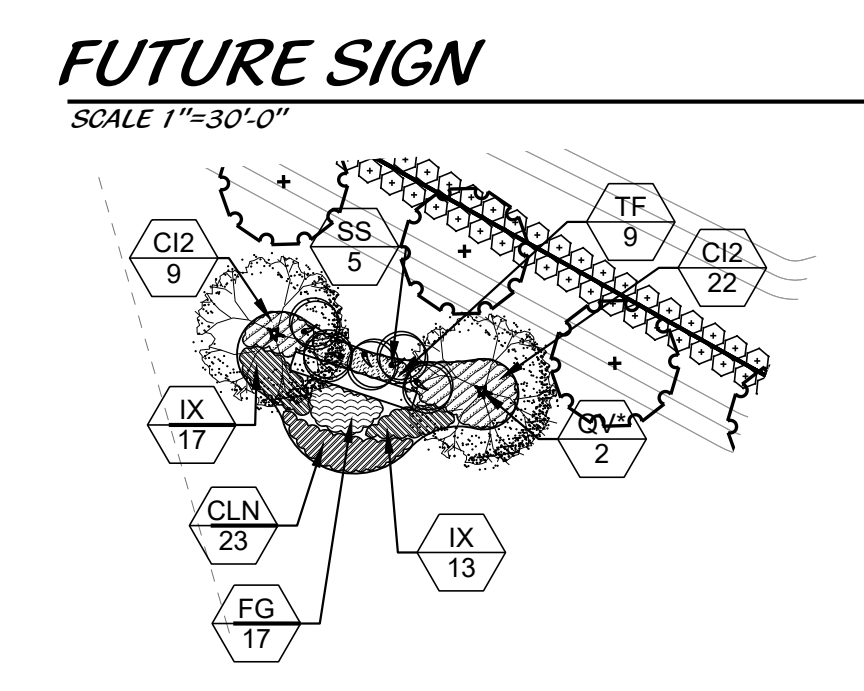 FUTURE SIGN
SCALE 1"=30'-0"
TF
9
SS
5
CI2
9
CI2
22
IX
17
QV*
2
CLN
23
IX
13
FG
17